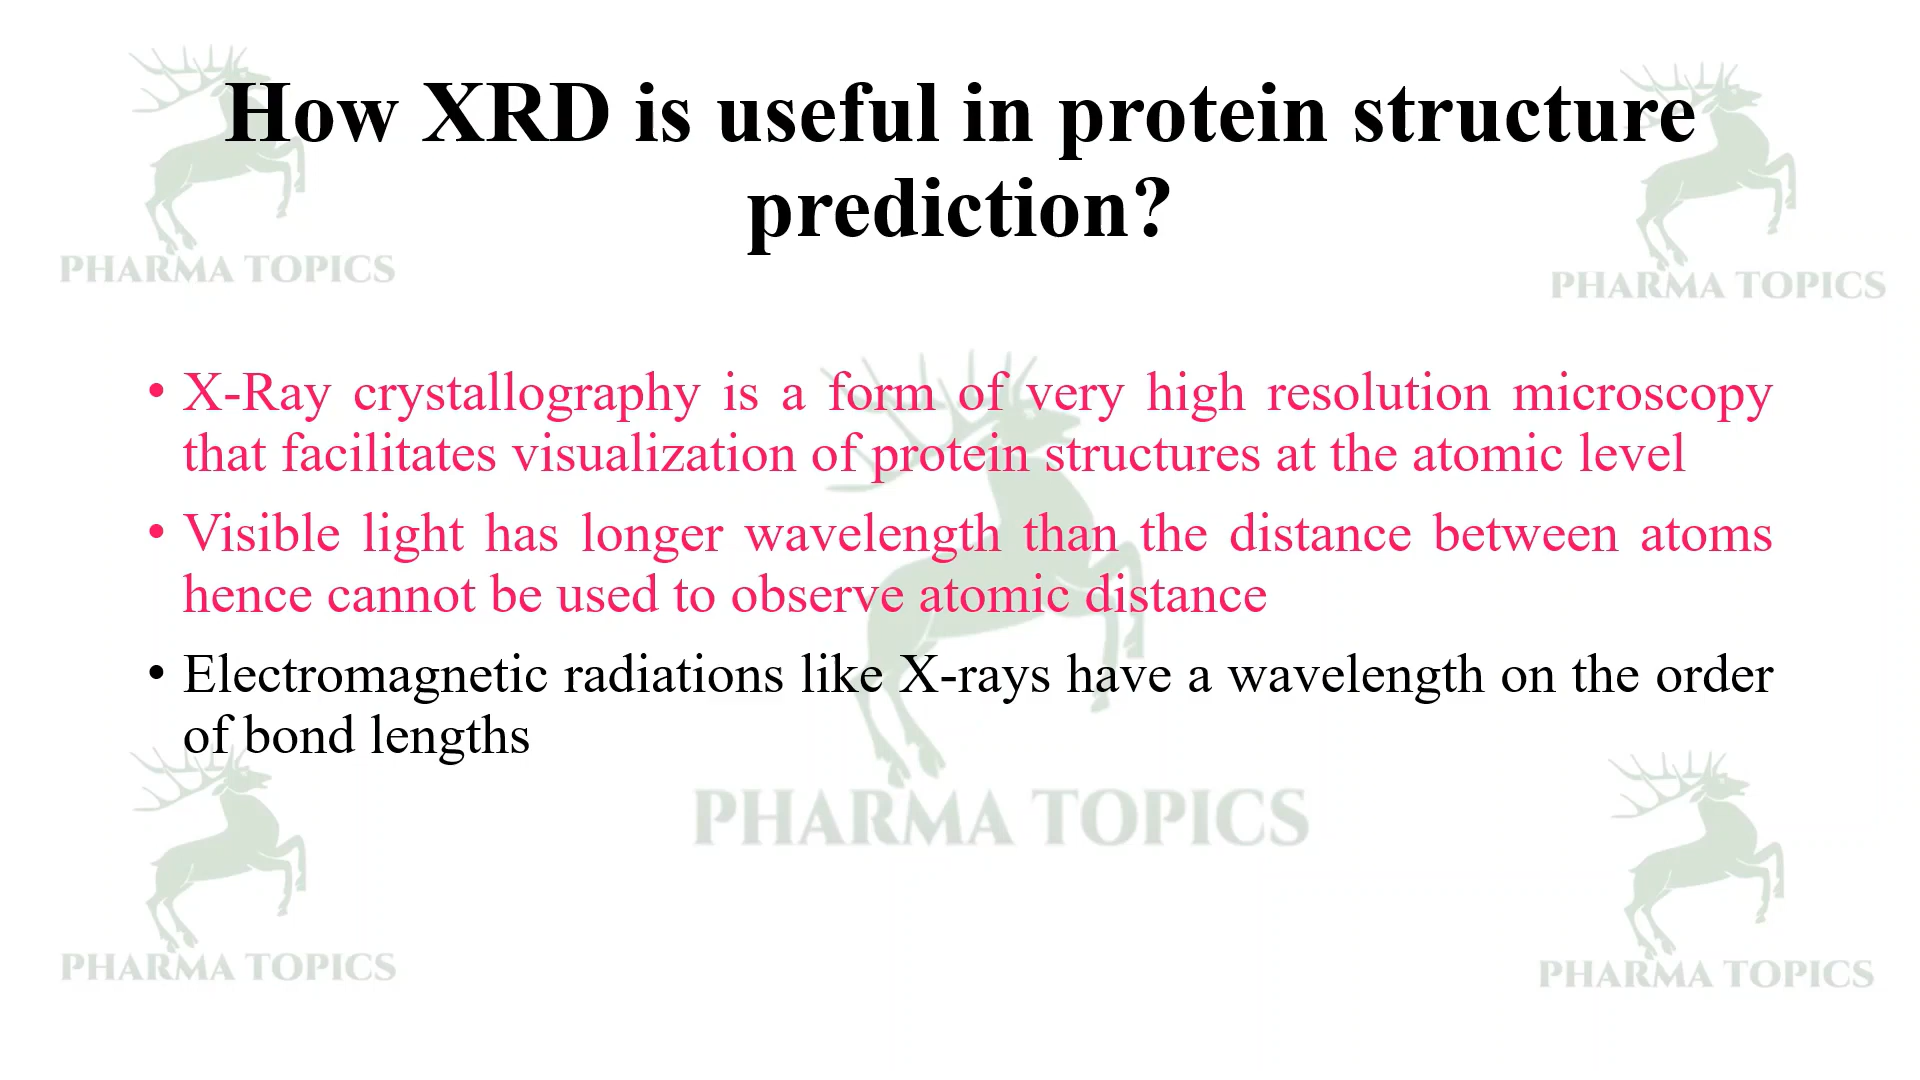 How XRD is useful in protein structure
prediction?
PHARMA TOPICS
PHARMA TOPICS
• X-Ray crystallography is a form of very high resolution microscopy
that facilitates visualization of protein structures at the atomic level
• Visible light has longer wavelength than the distance between atoms
hence cannot be used to observe atomic distance
• Electromagnetic radiations like X-rays have a wavelength on the order
of bond lengths
PHARMA TOPICS
PHARMA TOPICS
PHARMA TOPICS